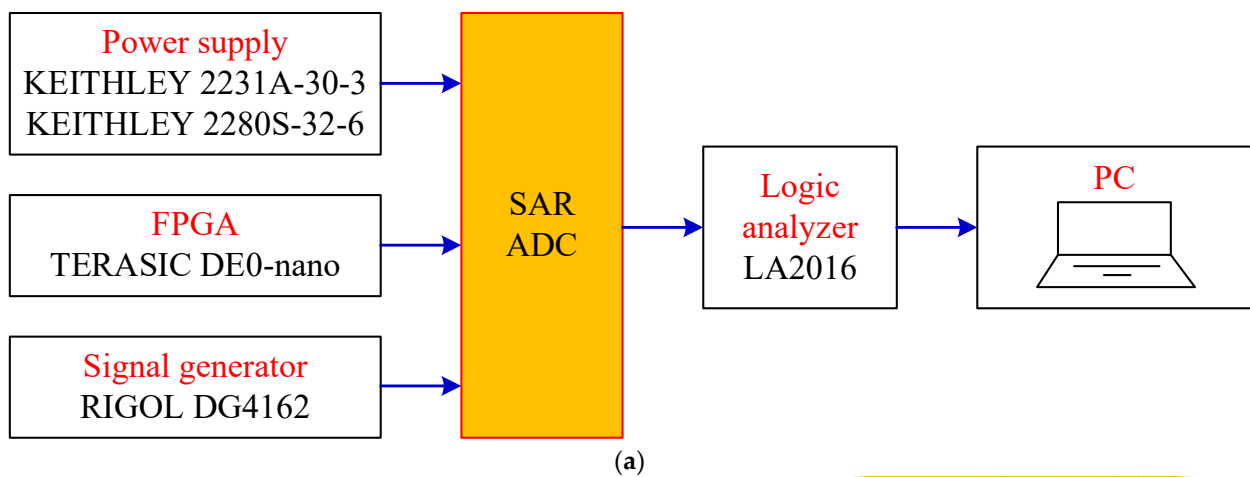 Power supply
KEITHLEY 2231A-30-3
KEITHLEY 2280S-32-6
FPGA
TERASIC DE0-nano
Signal generator
RIGOL DG4162
SAR
ADC
Logic
analyzer
LA2016
PC
(a)